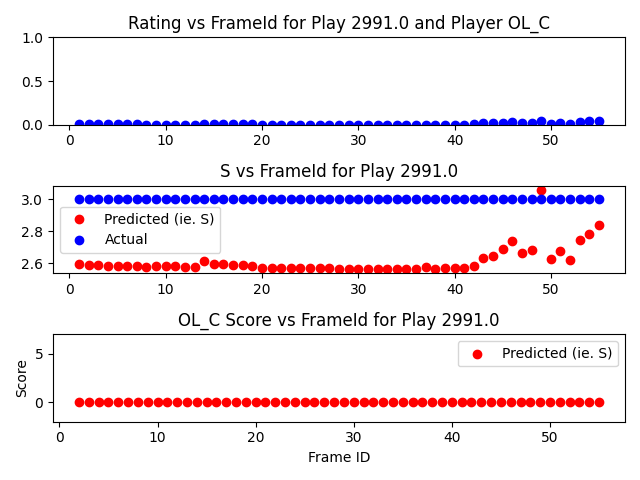 Rating vs FrameId for Play 2991.0 and Player OL_C
1.0
0.5
0.0
0 10 20 30 40 50
S vs FrameId for Play 2991.0
3.0
2.8
2.6
Predicted (ie. S)
Actual
0 10 20 30 40 50
OL_C Score vs FrameId for Play 2991.0
Score
5
0
Predicted (ie. S)
0 10 20 30 40 50
Frame ID